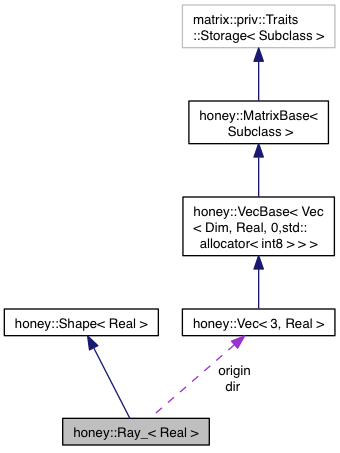 matrix::priv::Traits
::Storage< Subclass >
honey::MatrixBase<
Subclass >
honey::VecBase< Vec
< Dim, Real, 0,std::
allocator< int8 > > >
honey::Shape< Real >
honey::Vec< 3, Real >
origin
dir
honey::Ray_< Real >